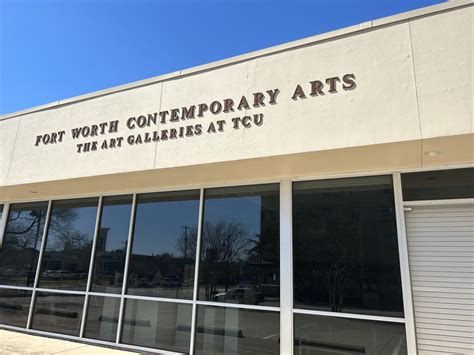 FORT WORTH CONTEMPORARY ARTS
THE ART GALLERIES AT TCU